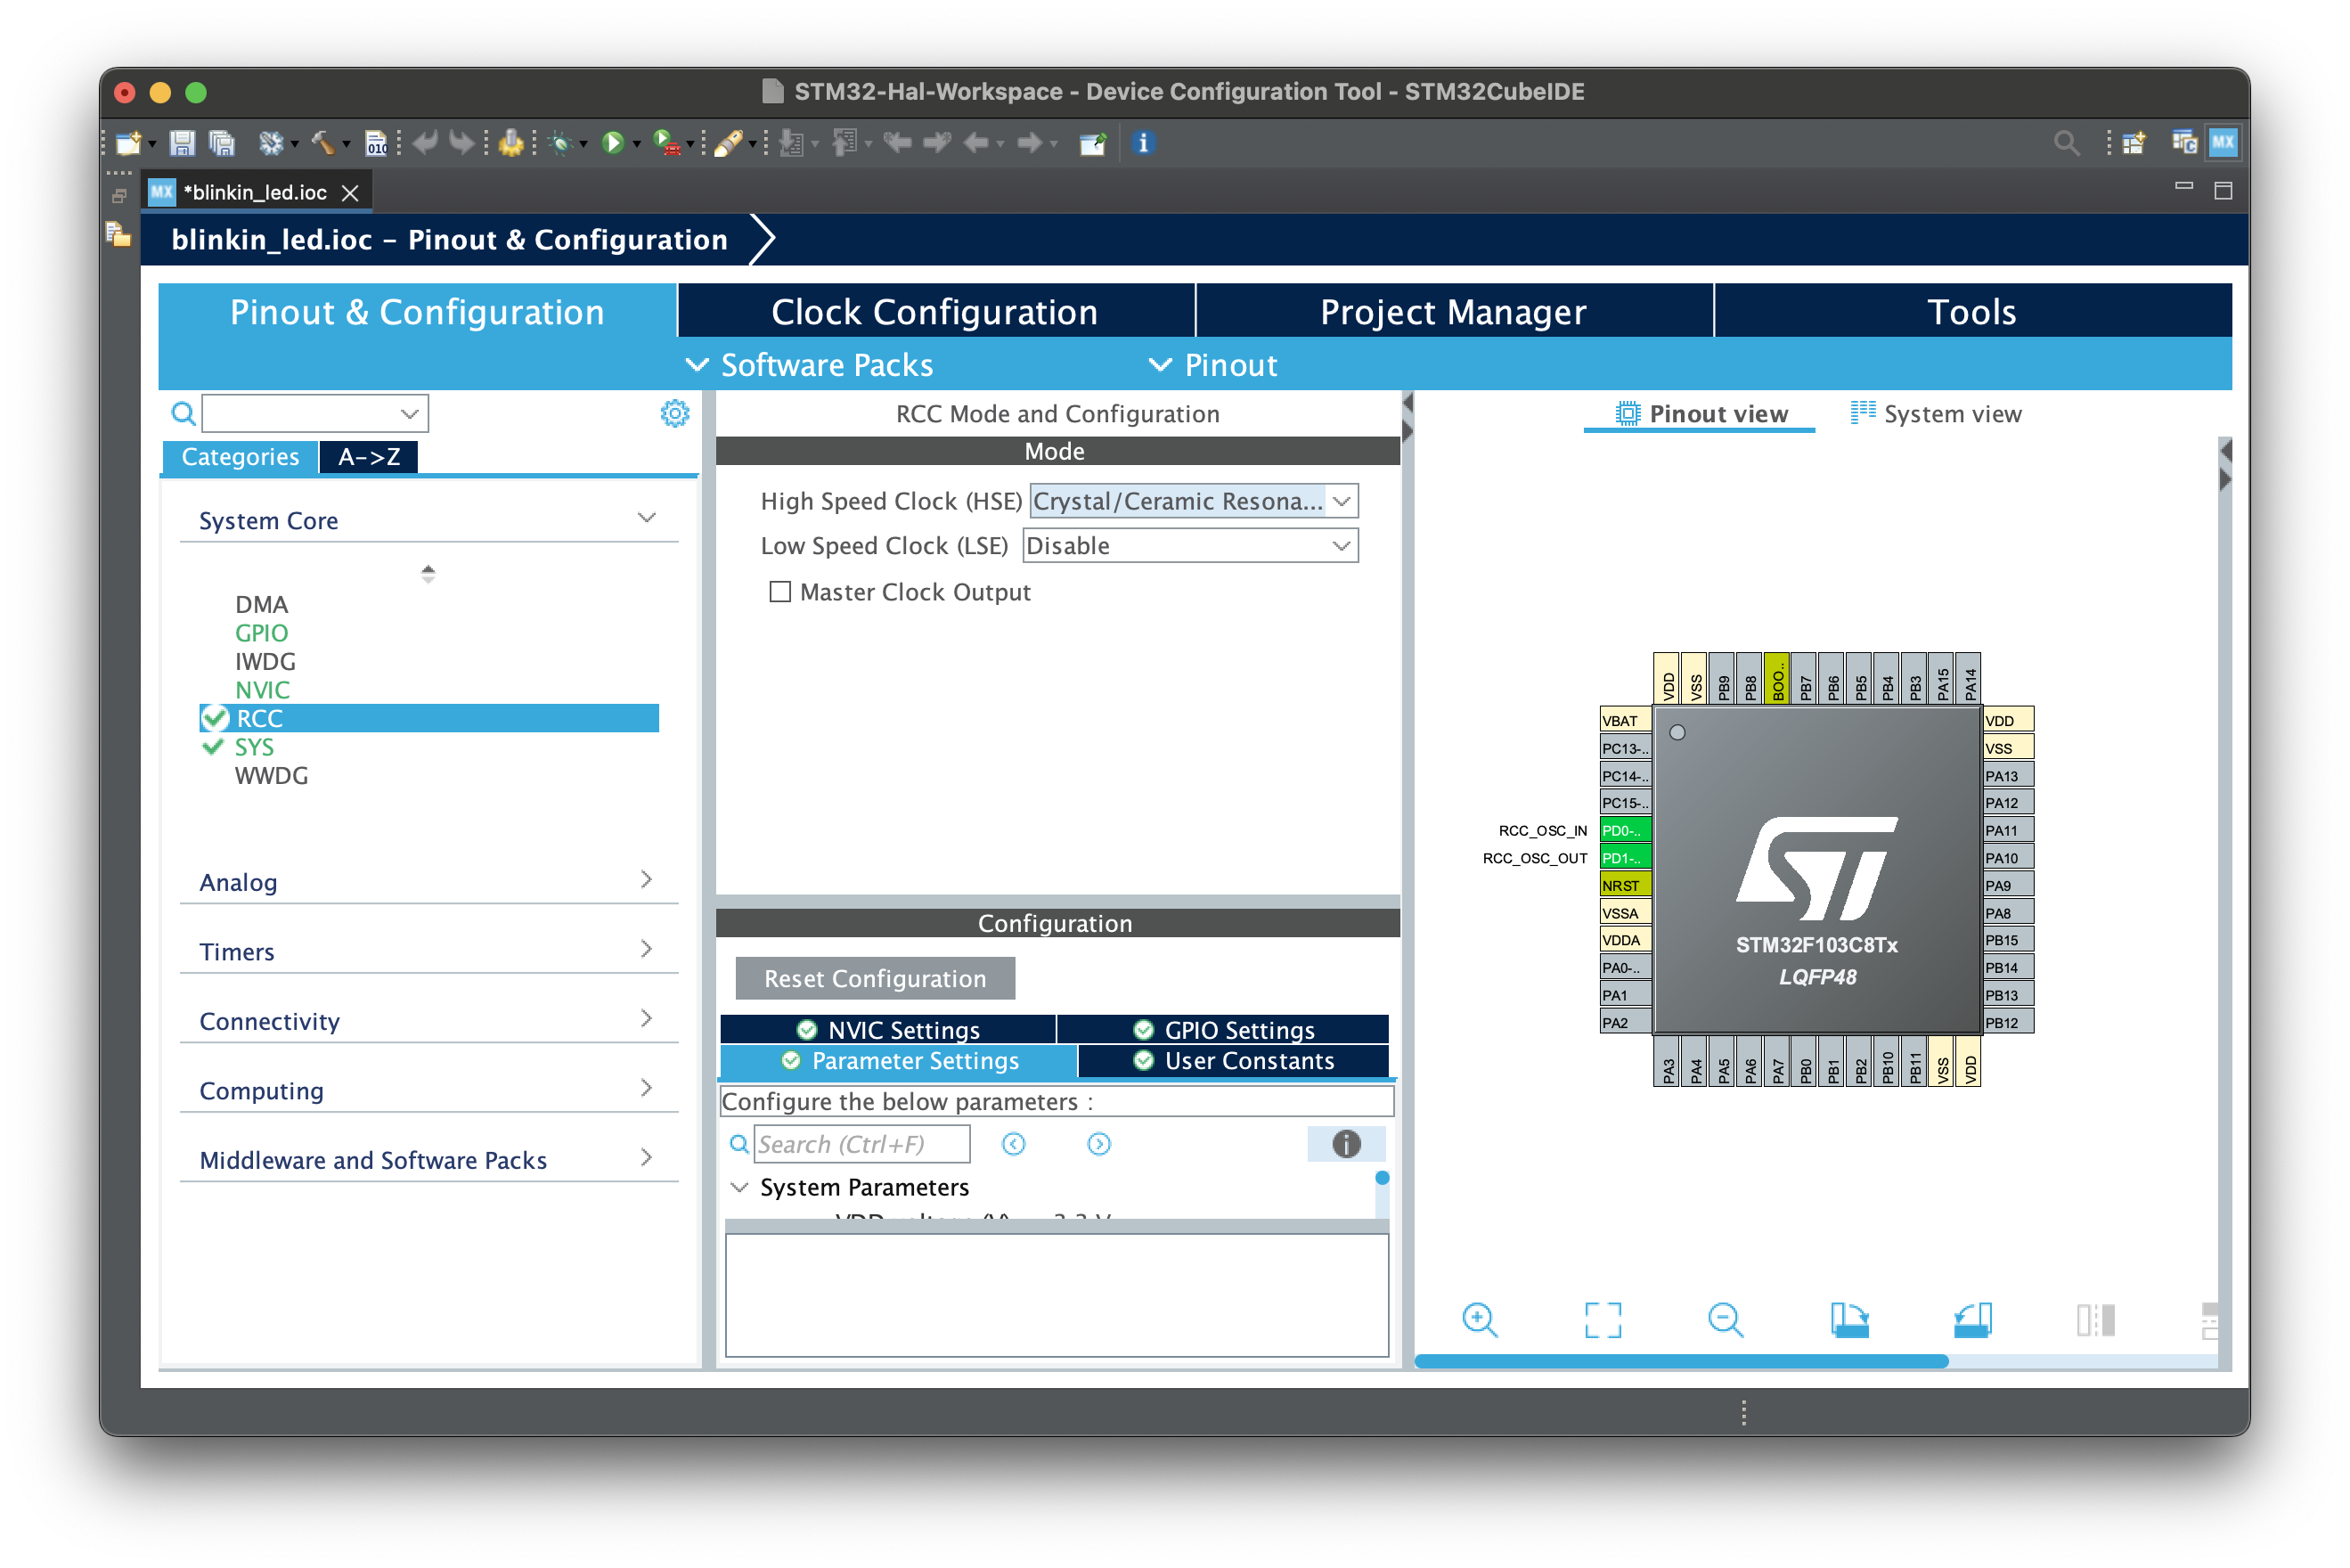 STM32-Hal-Workspace - Device Configuration Tool - STM32CubeIDE
010
MX
MX *blinkin_led.ioc
blinkin_led.ioc – Pinout & Configuration
Pinout & Configuration
Clock Configuration
Project Manager
Tools
Software Packs
Pinout
Categories
A->Z
System Core
DMA
GPIO
IWDG
NVIC
RCC
SYS
WWDG
Analog
Timers
Connectivity
Computing
Middleware and Software Packs
RCC Mode and Configuration
Mode
High Speed Clock (HSE) Crystal/Ceramic Resona...
Low Speed Clock (LSE) Disable
Master Clock Output
Configuration
Reset Configuration
NVIC Settings
GPIO Settings
Parameter Settings
User Constants
Configure the below parameters :
Search (Ctrl+F)
System Parameters
Pinout view
System view
VDD
VSS
PB9
PB8
BOO..
PB7
PB6
PB5
PB4
PB3
PA15
PA14
VBAT
PC13-..
PC14-..
PC15-..
RCC_OSC_IN PD0-..
RCC_OSC_OUT PD1-..
NRST
VSSA
VDDA
PA0-..
PA1
PA2
ST
STM32F103C8Tx
LQFP48
VDD
VSS
PA13
PA12
PA11
PA10
PA9
PA8
PB15
PB14
PB13
PB12
PA3
PA4
PA5
PA6
PA7
PB0
PB1
PB2
PB10
PB11
VSS
VDD